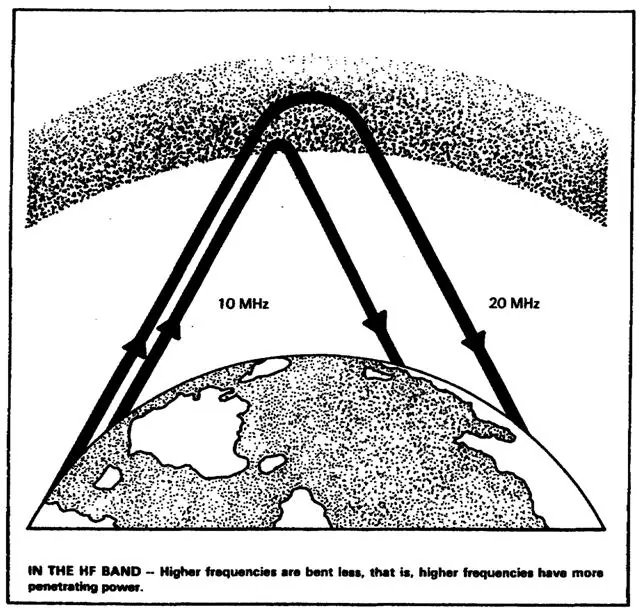 10 MHz
20 MHz
IN THE HF BAND -- Higher frequencies are bent less, that is, higher frequencies have more
penetrating power.